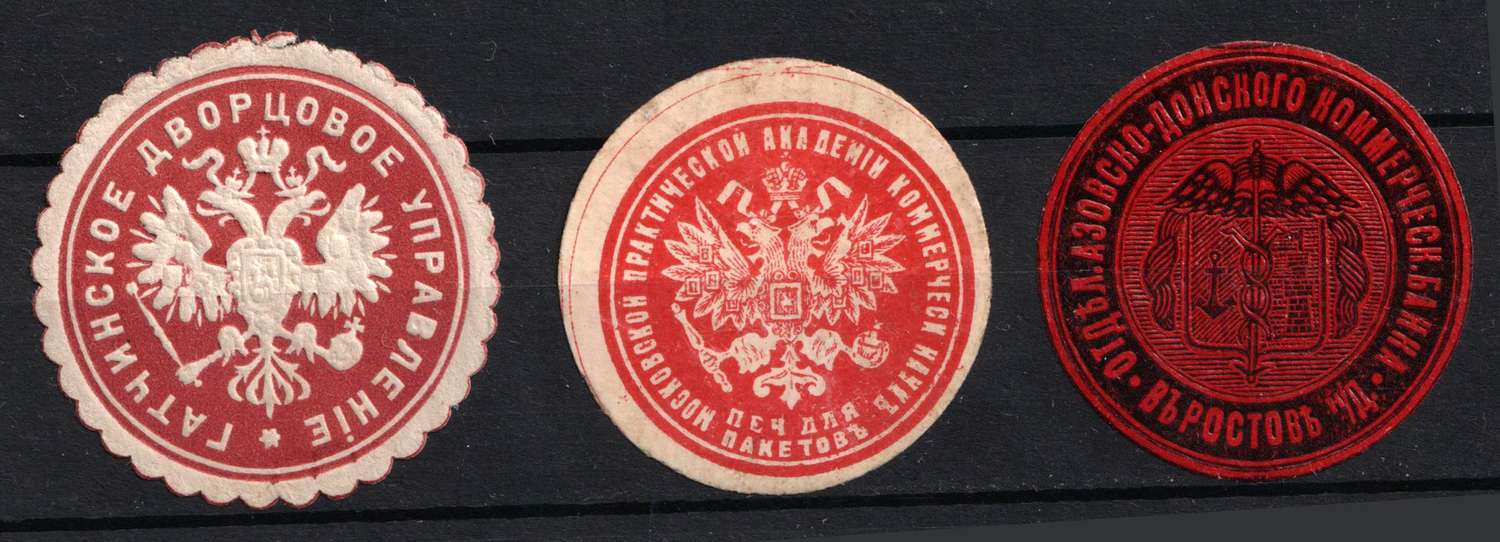 ГАТЧИНСКОЕ ДВОРЦОВОЕ УПРАВЛЕНІЕ
МОСКОВСКОЙ ПРАКТИЧЕСКОЙ АКАДЕМІИ КОММЕРЧЕСКИ НАУКЪ
ПЕЧ ДЛЯ
ПАКЕТОВЪ
ОТДѢЛ. АЗОВСКО-ДОНСКОГО КОММЕРЧЕСК. БАНКА
ВЪ РОСТОВѢ Н/Д.